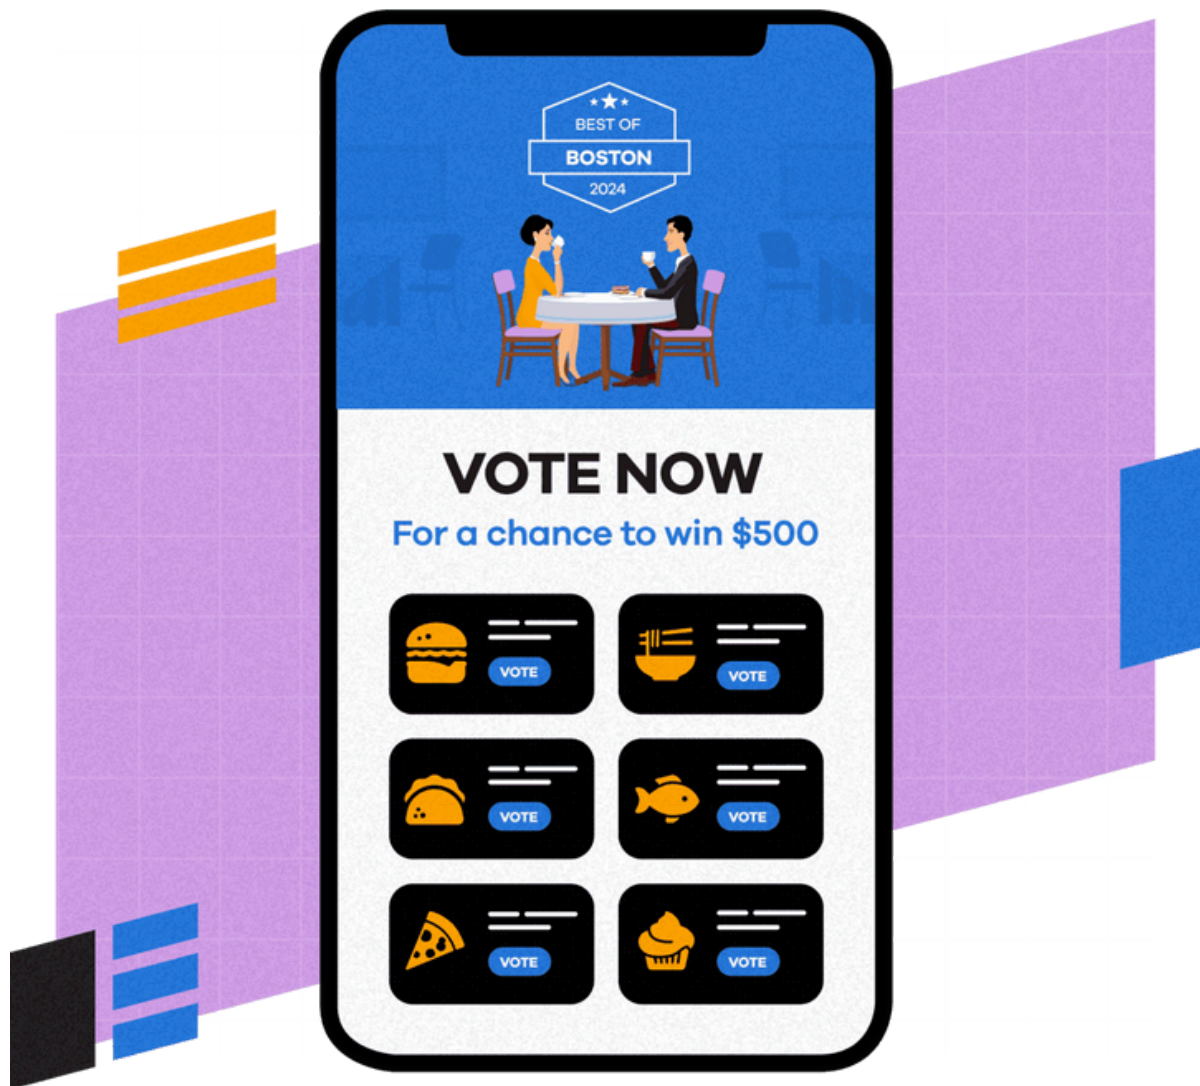 BEST OF
BOSTON
2024
VOTE NOW
For a chance to win $500
VOTE
VOTE
VOTE
VOTE
VOTE
VOTE